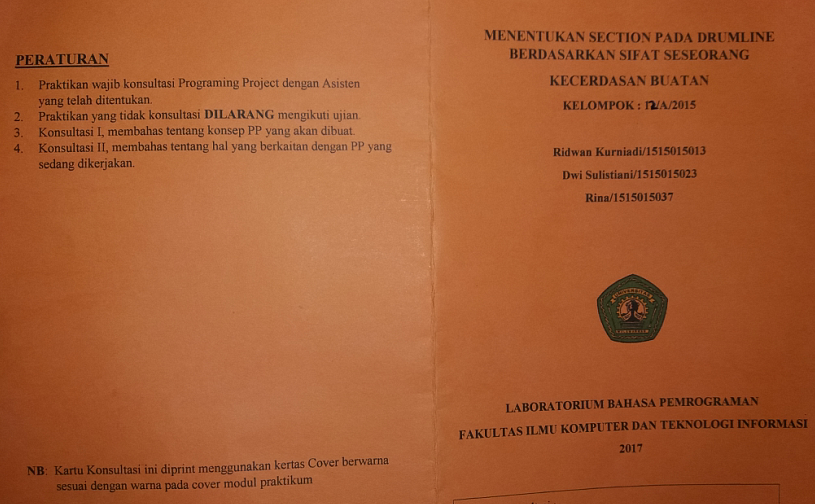 PERATURAN
1. Praktikan wajib konsultasi Programing Project dengan Asisten
yang telah ditentukan.
2. Praktikan yang tidak konsultasi DILARANG mengikuti ujian.
3. Konsultasi I, membahas tentang konsep PP yang akan dibuat.
4. Konsultasi II, membahas tentang hal yang berkaitan dengan PP yang
sedang dikerjakan.
NB: Kartu Konsultasi ini diprint menggunakan kertas Cover berwarna
sesuai dengan warna pada cover modul praktikum
MENENTUKAN SECTION PADA DRUMLINE
BERDASARKAN SIFAT SESEORANG
KECERDASAN BUATAN
KELOMPOK : 12/A/2015
Ridwan Kurniadi/1515015013
Dwi Sulistiani/1515015023
Rina/1515015037
UNIVERSITAS
LABORATORIUM BAHASA PEMROGRAMAN
FAKULTAS ILMU KOMPUTER DAN TEKNOLOGI INFORMASI
2017